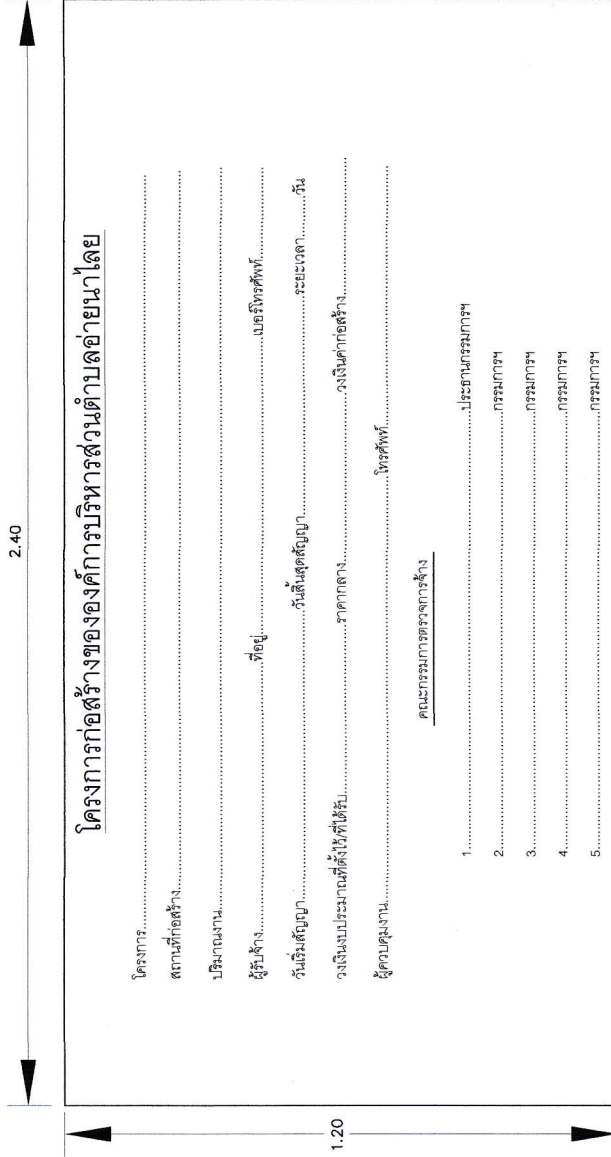 2.40
1.20
โครงการก่อสร้างขององค์การบริหารส่วนตำบลอ่ายนาไลย
โครงการ....................................................................................................
สถานที่ก่อสร้าง....................................................................................................
ปริมาณงาน....................................................................................................
ผู้รับจ้าง..............................ที่อยู่..............................เบอร์โทรศัพท์..............................
วันเริ่มสัญญา..............................วันสิ้นสุดสัญญา..............................ระยะเวลา..........วัน
วงเงินงบประมาณที่ตั้งไว้/ที่ได้รับ..............................ราคากลาง..............................วงเงินค่าก่อสร้าง..............................
ผู้ควบคุมงาน..............................โทรศัพท์..............................
คณะกรรมการตรวจการจ้าง
1............................................................ประธานกรรมการฯ
2............................................................กรรมการฯ
3............................................................กรรมการฯ
4............................................................กรรมการฯ
5............................................................กรรมการฯ